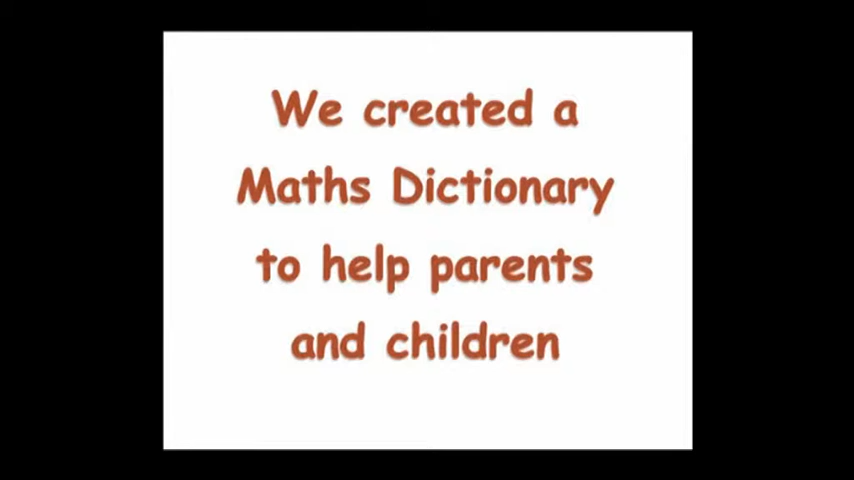 We created a
Maths Dictionary
to help parents
and children